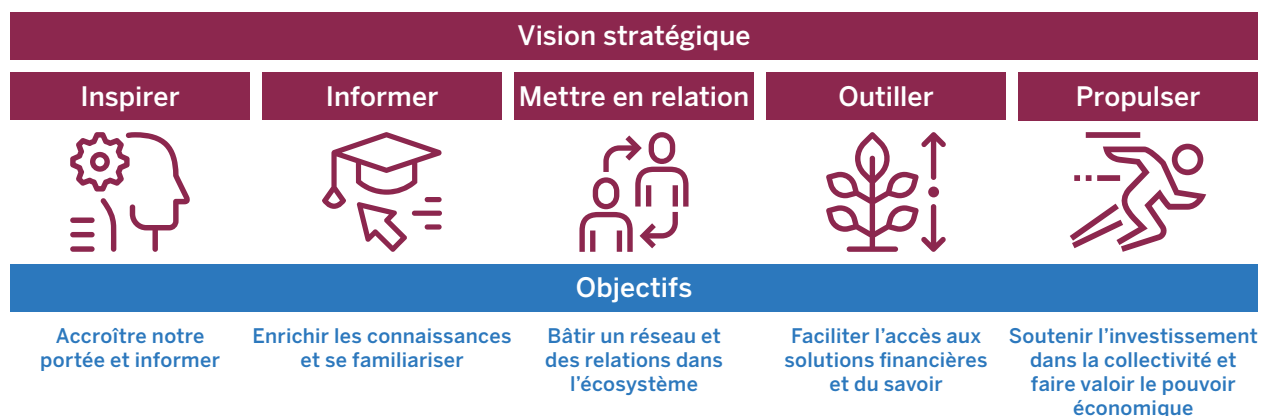 Vision stratégique
Inspirer
Informer
Mettre en relation
Outiller
Propulser
Objectifs
Accroître notre
portée et informer
Enrichir les connaissances
et se familiariser
Bâtir un réseau et
des relations dans
l’écosystème
Faciliter l’accès aux
solutions financières
et du savoir
Soutenir l’investissement
dans la collectivité et
faire valoir le pouvoir
économique